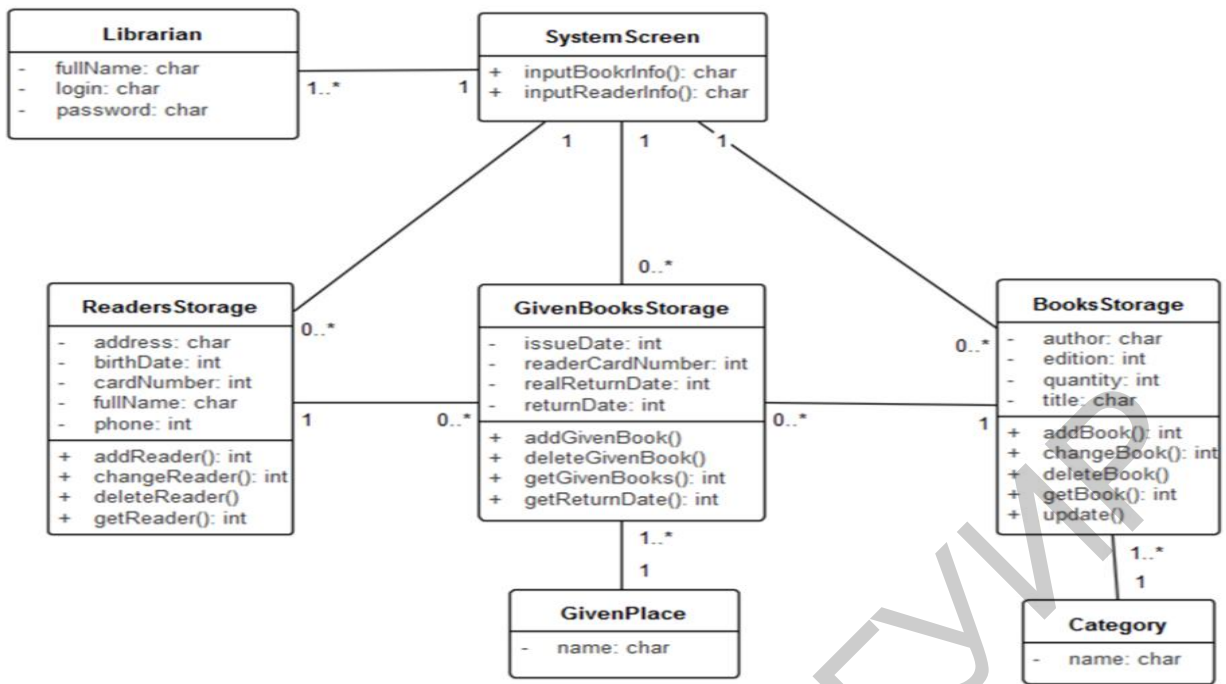 Librarian
- fullName: char
- login: char
- password: char
1..*
1
SystemScreen
+ inputBookrInfo(): char
+ inputReaderInfo(): char
1
1
1
0..*
0..*
0..*
ReadersStorage
- address: char
- birthDate: int
- cardNumber: int
- fullName: char
- phone: int
+ addReader(): int
+ changeReader(): int
+ deleteReader()
+ getReader(): int
1
0..*
GivenBooksStorage
- issueDate: int
- readerCardNumber: int
- realReturnDate: int
- returnDate: int
+ addGivenBook()
+ deleteGivenBook()
+ getGivenBooks(): int
+ getReturnDate(): int
0..*
1
BooksStorage
- author: char
- edition: int
- quantity: int
- title: char
+ addBook(): int
+ changeBook(): int
+ deleteBook()
+ getBook(): int
+ update()
1..*
1
GivenPlace
- name: char
1..*
1
Category
- name: char
ГУИР